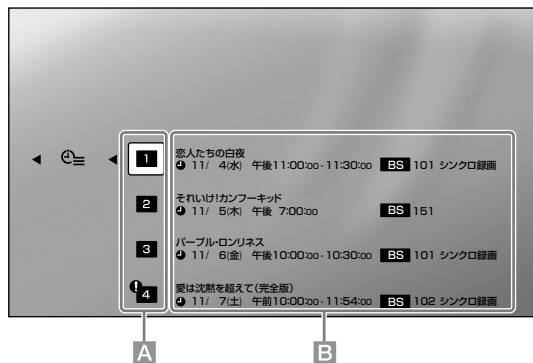 1
恋人たちの白夜
11/ 4(水) 午後11:00:00-11:30:00 BS 101 シンクロ録画
2
それいけ!カンフーキッド
11/ 5(木) 午後 7:00:00 BS 151
3
パープル・ロンリネス
11/ 6(金) 午後10:00:00-10:30:00 BS 101 シンクロ録画
4
愛は沈黙を超えて(完全版)
11/ 7(土) 午前10:00:00-11:54:00 BS 102 シンクロ録画
A B